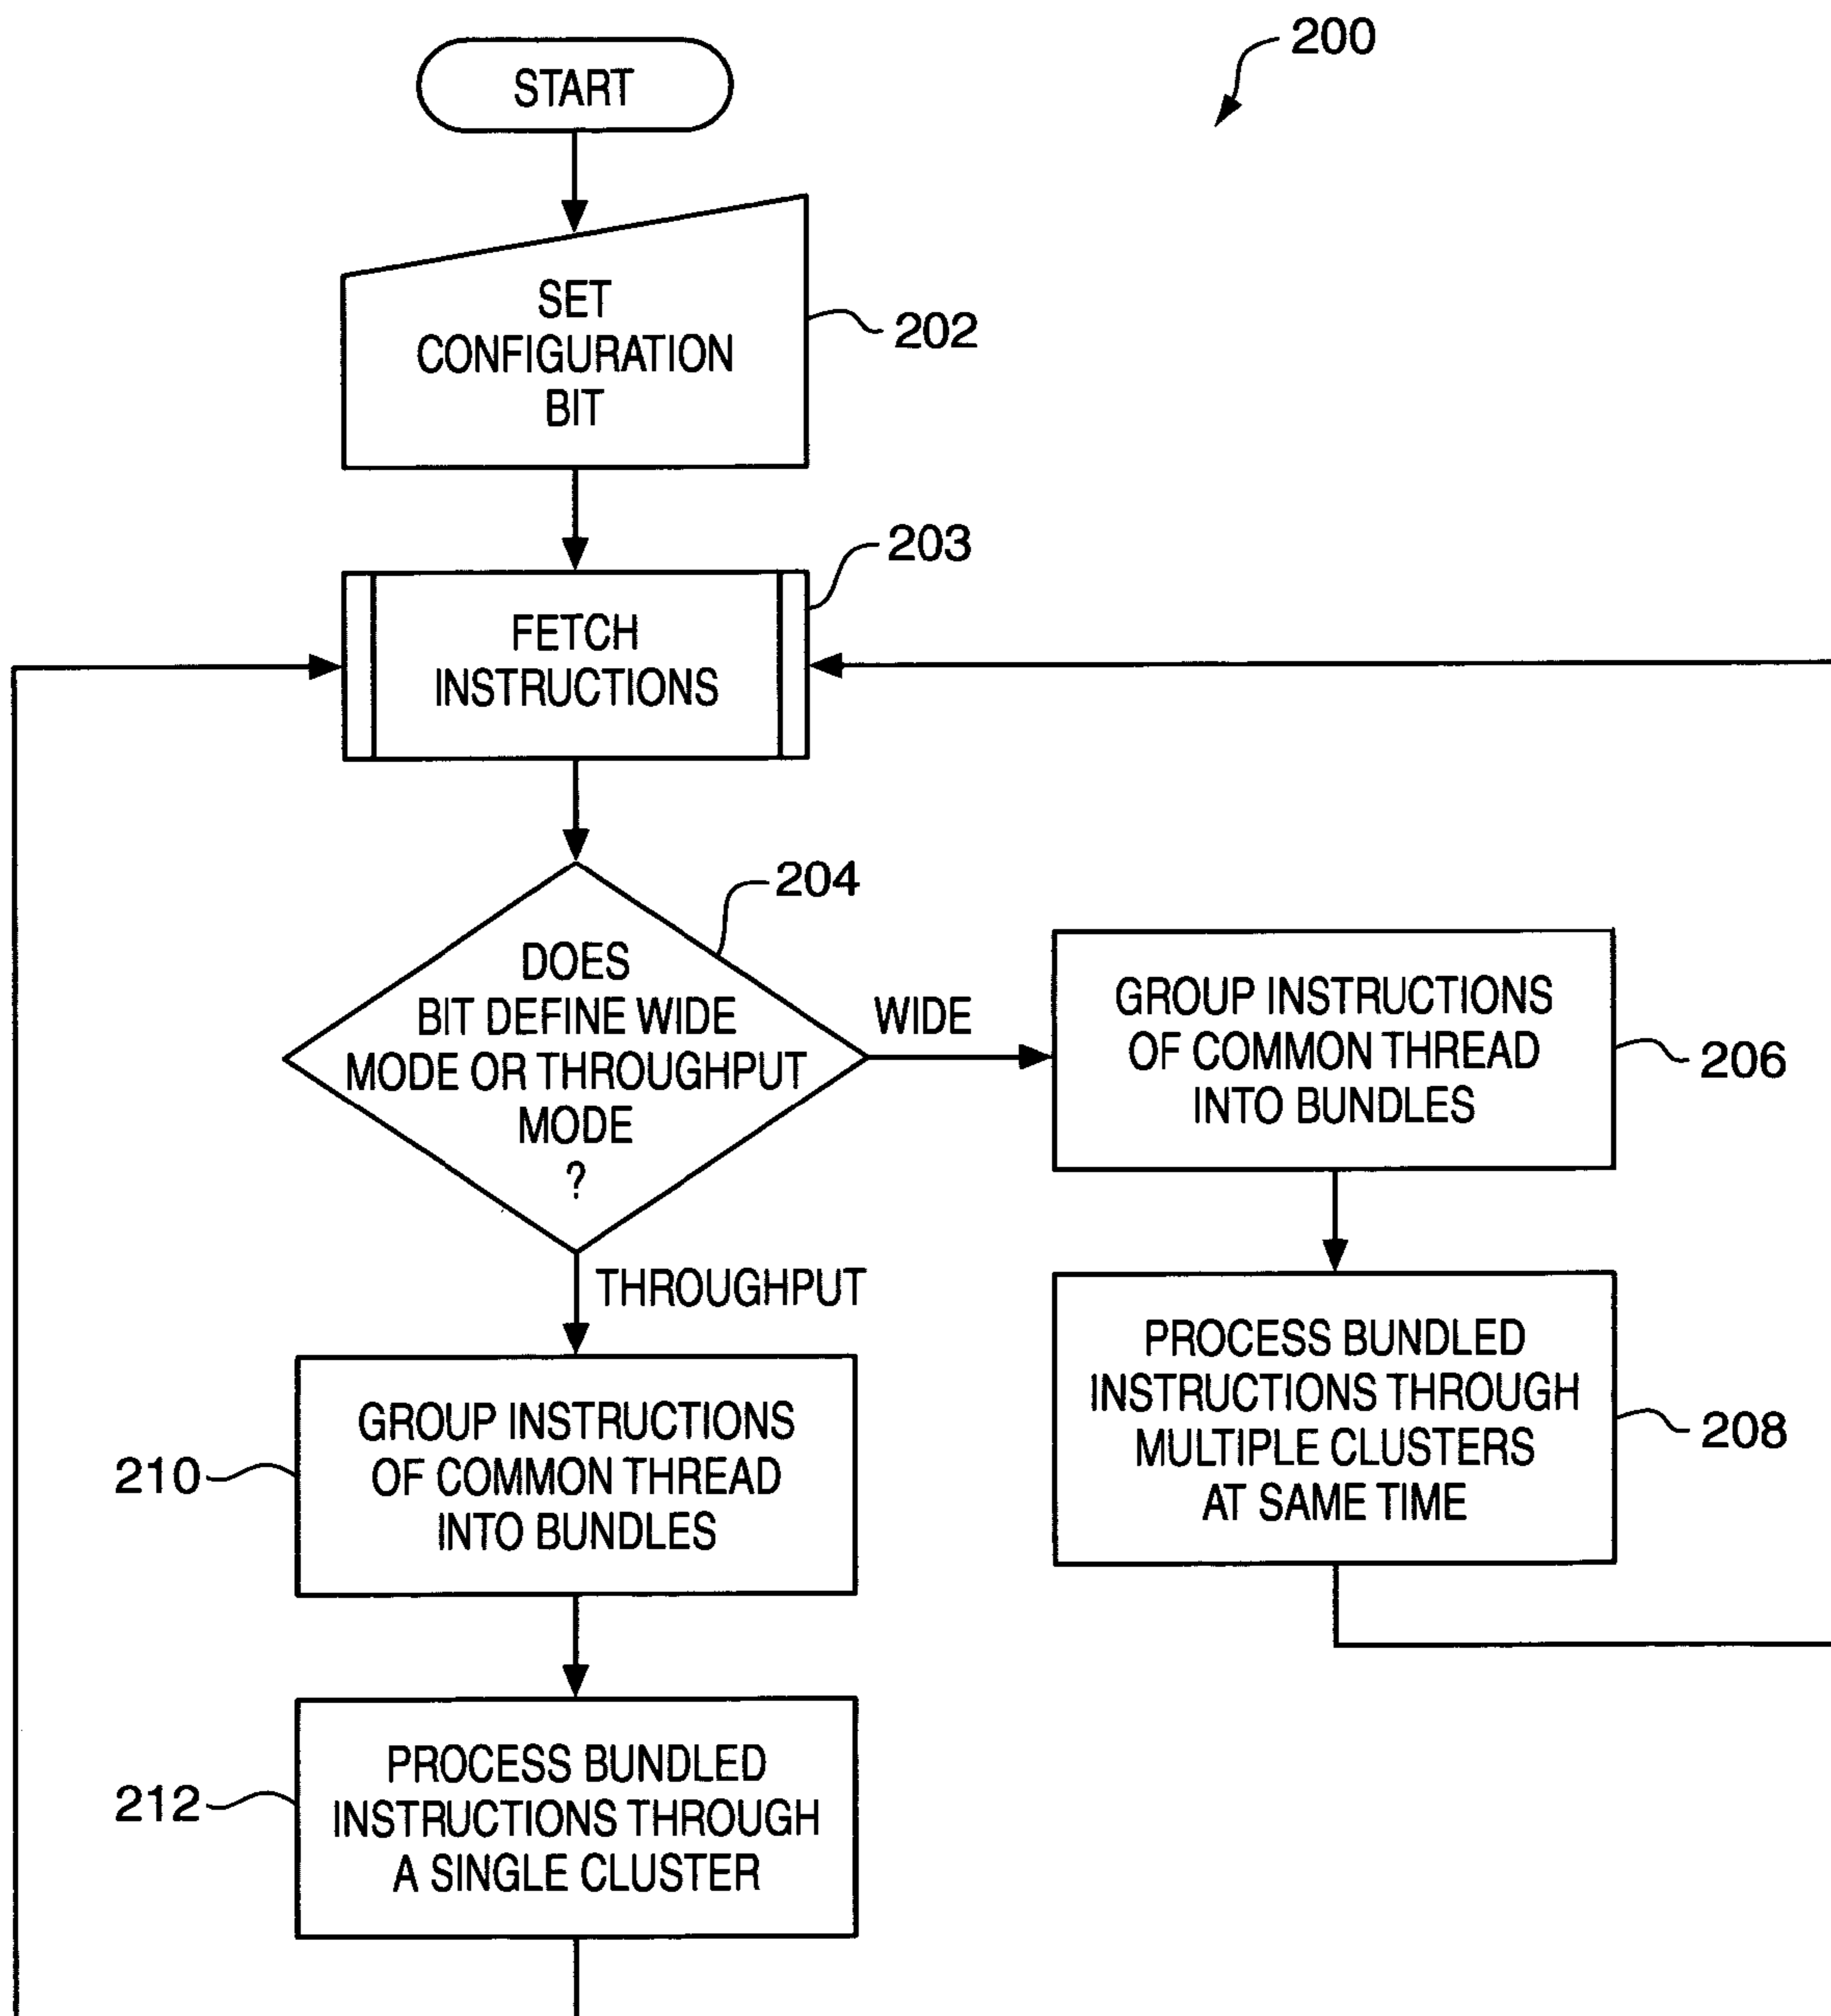 200
START
SET
CONFIGURATION
BIT
202
203
FETCH
INSTRUCTIONS
204
DOES
BIT DEFINE WIDE
MODE OR THROUGHPUT
MODE
?
WIDE
GROUP INSTRUCTIONS
OF COMMON THREAD
INTO BUNDLES
206
THROUGHPUT
PROCESS BUNDLED
INSTRUCTIONS THROUGH
MULTIPLE CLUSTERS
AT SAME TIME
208
GROUP INSTRUCTIONS
OF COMMON THREAD
INTO BUNDLES
210
PROCESS BUNDLED
INSTRUCTIONS THROUGH
A SINGLE CLUSTER
212